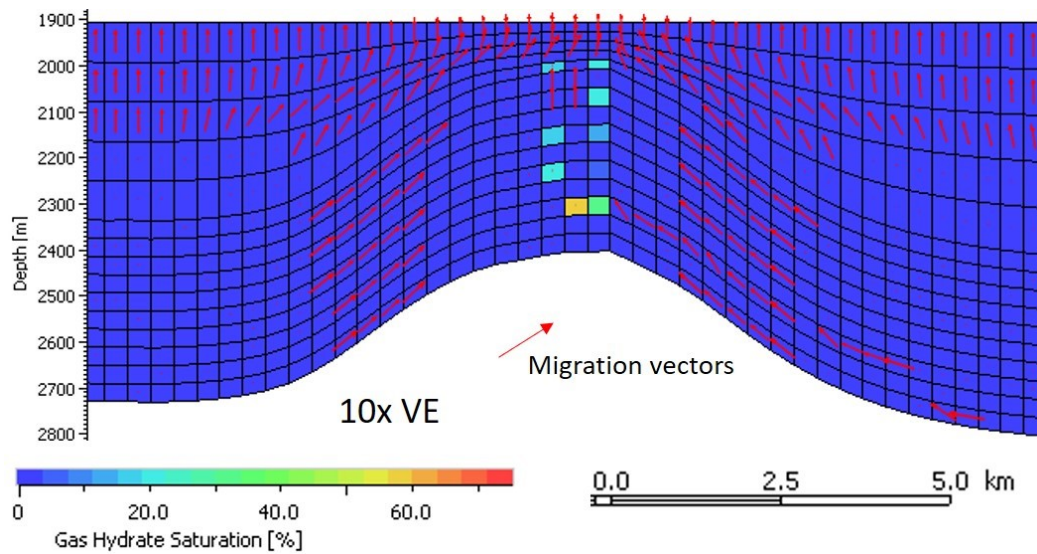 1900
2000
2100
2200
2300
2400
2500
2600
2700
2800
Depth [m]
Migration vectors
10x VE
0 20.0 40.0 60.0
Gas Hydrate Saturation [%]
0.0 2.5 5.0 km